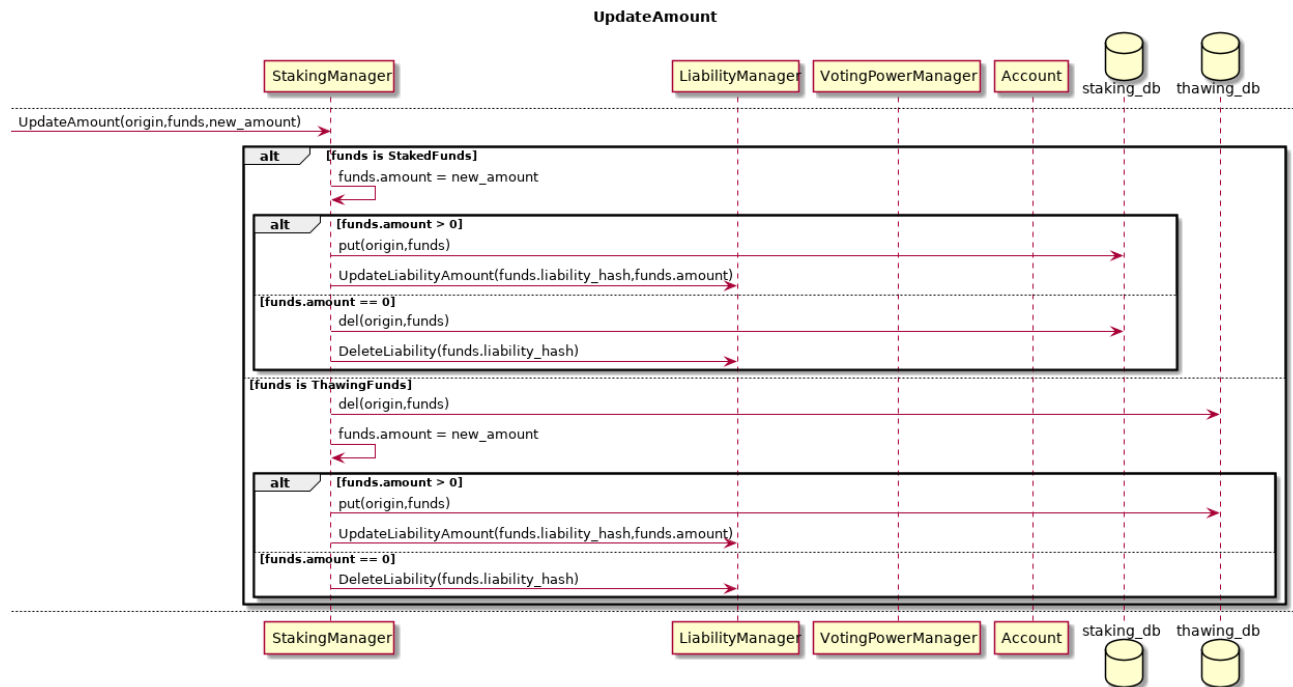 UpdateAmount
StakingManager
LiabilityManager
VotingPowerManager
Account
staking_db
thawing_db
UpdateAmount(origin,funds,new_amount)
alt [funds is StakedFunds]
funds.amount = new_amount
alt [funds.amount > 0]
put(origin,funds)
UpdateLiabilityAmount(funds.liability_hash,funds.amount)
[funds.amount == 0]
del(origin,funds)
DeleteLiability(funds.liability_hash)
[funds is ThawingFunds]
del(origin,funds)
funds.amount = new_amount
alt [funds.amount > 0]
put(origin,funds)
UpdateLiabilityAmount(funds.liability_hash,funds.amount)
[funds.amount == 0]
DeleteLiability(funds.liability_hash)
StakingManager
LiabilityManager
VotingPowerManager
Account
staking_db
thawing_db